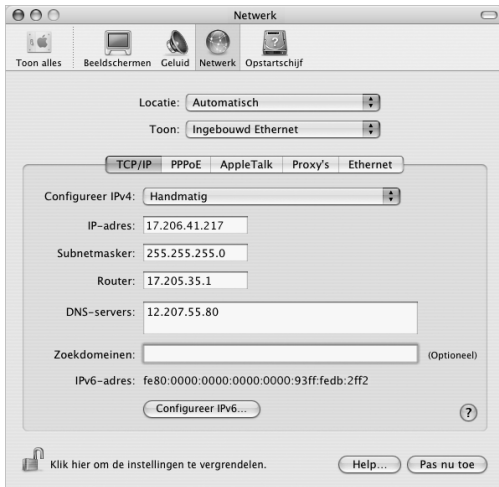 Netwerk
Toon alles Beeldschermen Geluid Netwerk Opstartschijf
Locatie: Automatisch
Toon: Ingebouwd Ethernet
TCP/IP PPPoE AppleTalk Proxy's Ethernet
Configureer IPv4: Handmatig
IP-adres: 17.206.41.217
Subnetmasker: 255.255.255.0
Router: 17.205.35.1
DNS-servers: 12.207.55.80
Zoekdomeinen: (Optioneel)
IPv6-adres: fe80:0000:0000:0000:0000:93ff:fedb:2ff2
Configureer IPv6...
?
Klik hier om de instellingen te vergrendelen. Help... Pas nu toe